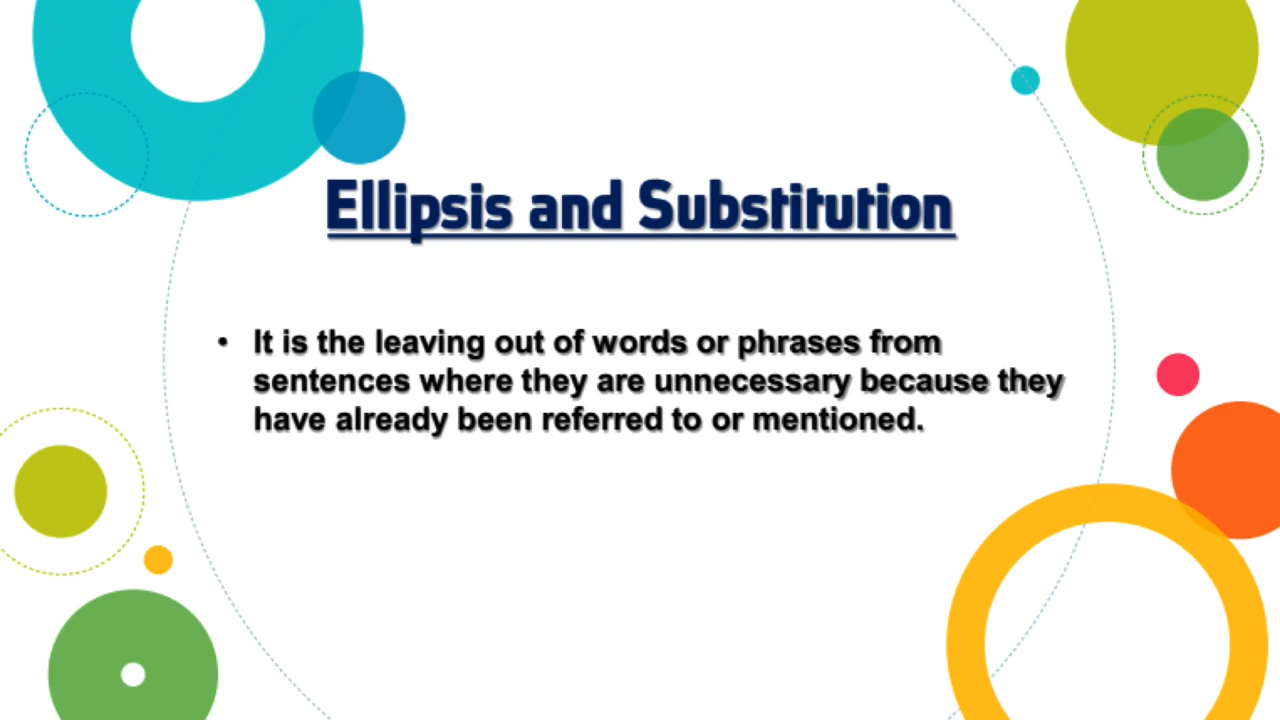 Ellipsis and Substitution
• It is the leaving out of words or phrases from
sentences where they are unnecessary because they
have already been referred to or mentioned.